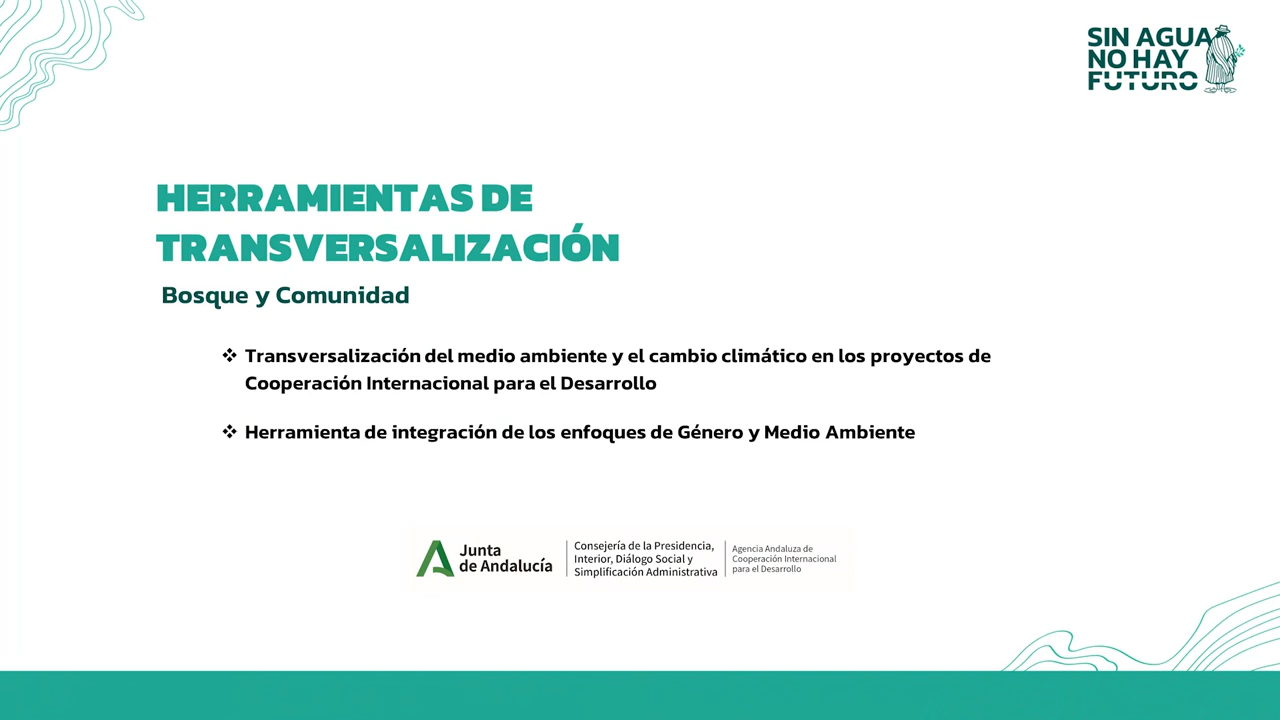 SIN AGUA
NO HAY
FUTURO
HERRAMIENTAS DE
TRANSVERSALIZACIÓN
Bosque y Comunidad
❖ Transversalización del medio ambiente y el cambio climático en los proyectos de
Cooperación Internacional para el Desarrollo
❖ Herramienta de integración de los enfoques de Género y Medio Ambiente
Junta
de Andalucía
Consejería de la Presidencia,
Interior, Diálogo Social y
Simplificación Administrativa
Agencia Andaluza de
Cooperación Internacional
para el Desarrollo